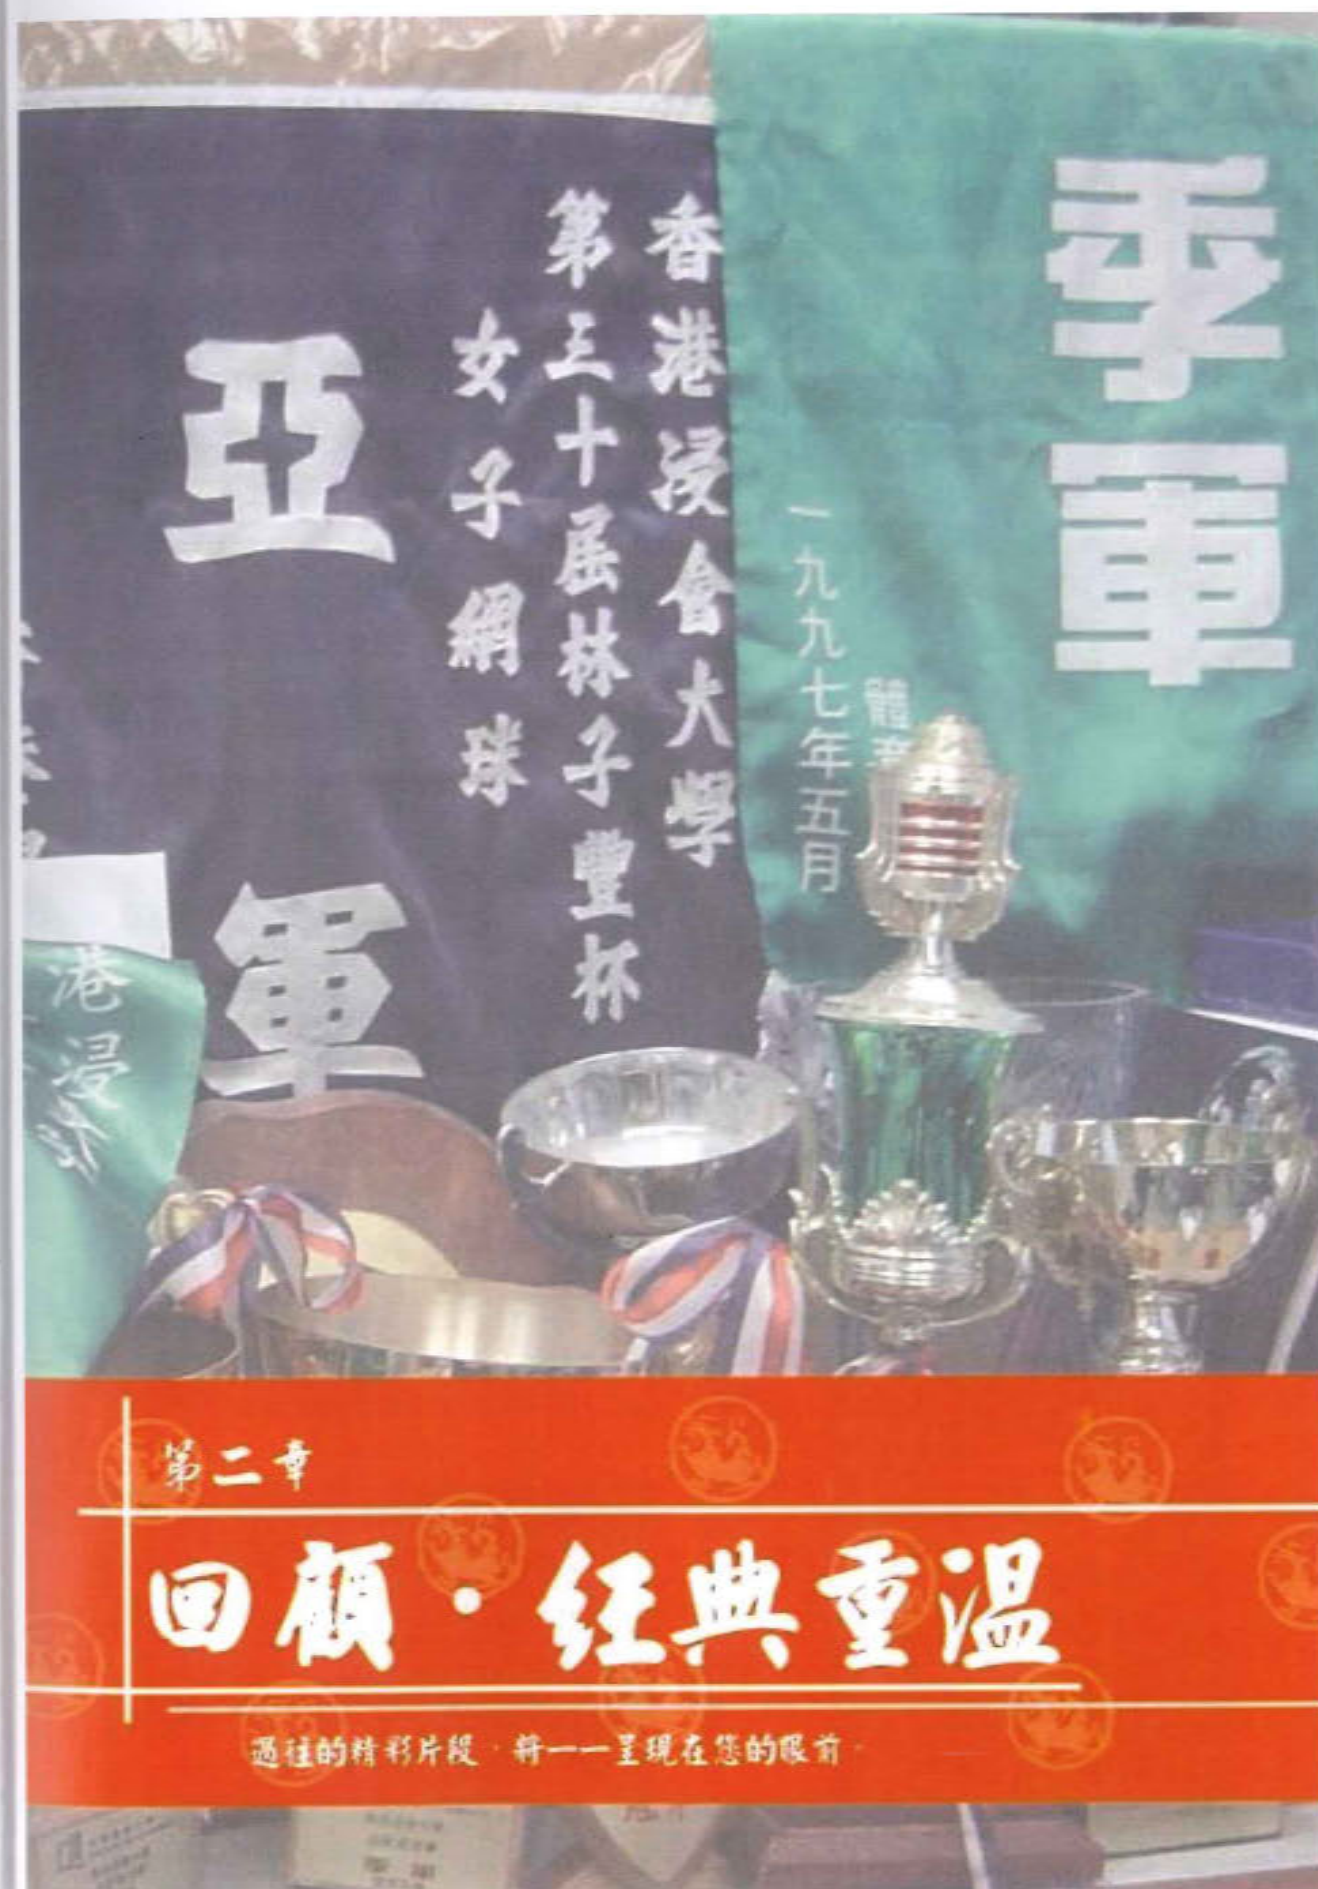 季軍
體育
一九九七年五月
香港浸會大學
第三十屆林子豐杯
女子網球
亞軍
港浸
第二章
回顧·經典重溫
過往的精彩片段，將一一呈現在您的眼前。